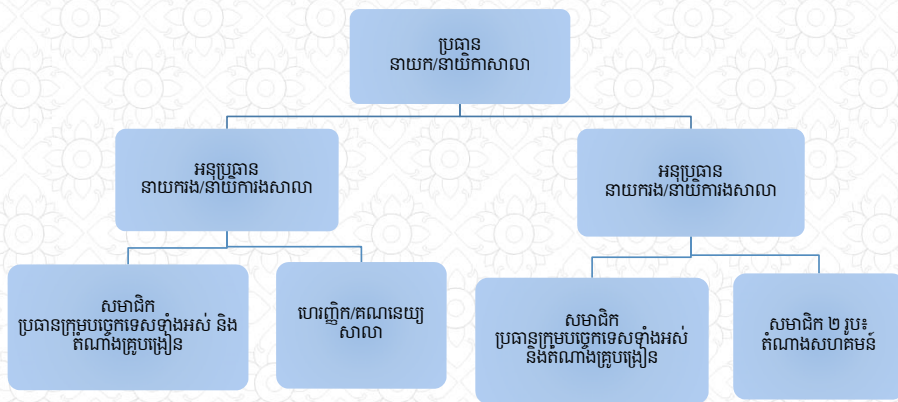 ប្រធាន
នាយក/នាយិកាសាលា
អនុប្រធាន
នាយករង/នាយិការងសាលា
អនុប្រធាន
នាយករង/នាយិការងសាលា
សមាជិក
ប្រធានក្រុមបច្ចេកទេសទាំងអស់ និង
តំណាងគ្រូបង្រៀន
ហេរញ្ញិក/គណនេយ្យ
សាលា
សមាជិក
ប្រធានក្រុមបច្ចេកទេសទាំងអស់
និងតំណាងគ្រូបង្រៀន
សមាជិក ២ រូប៖
តំណាងសហគមន៍